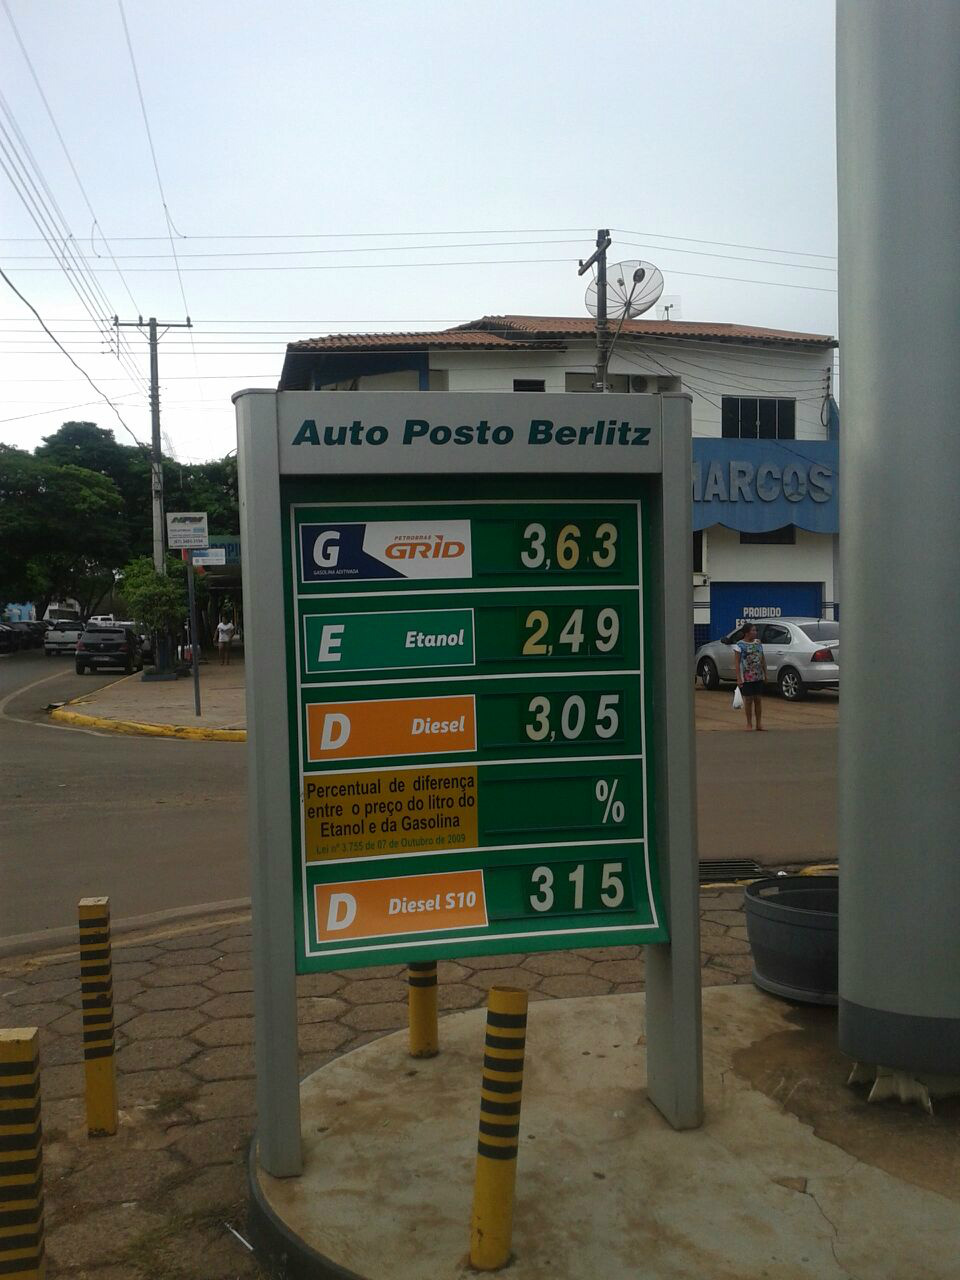 Auto Posto Berlitz
G
GASOLINA ADITIVADA
PETROBRAS
GRID
3,63
E Etanol 2,49
D Diesel 3,05
Percentual de diferença
entre o preço do litro do
Etanol e da Gasolina
Lei nº 3.755 de 07 de Outubro de 2009
%
D Diesel S10 315
MARCOS
PROIBIDO